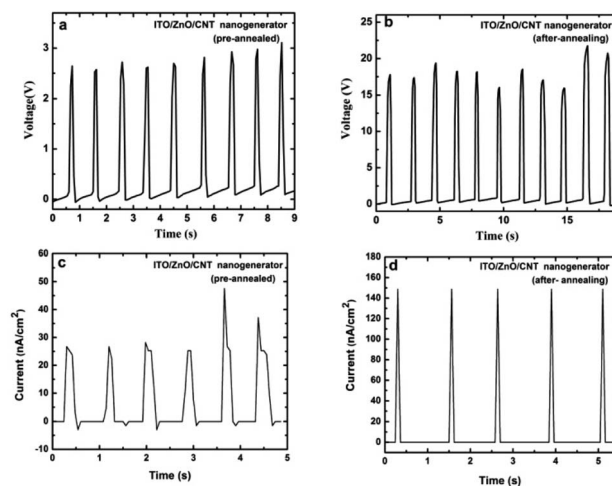 a
ITO/ZnO/CNT nanogenerator
(pre-annealed)
Voltage(V)
3
2
1
0
0 1 2 3 4 5 6 7 8 9
Time (s)
b
ITO/ZnO/CNT nanogenerator
(after-annealing)
Voltage (V)
25
20
15
10
5
0
0 5 10 15
Time (s)
c
ITO/ZnO/CNT nanogenerator
(pre-annealed)
Current (nA/cm²)
60
50
40
30
20
10
0
-10
0 1 2 3 4 5
Time (s)
d
ITO/ZnO/CNT nanogenerator
(after- annealing)
Current (nA/cm²)
180
160
140
120
100
80
60
40
20
0
0 1 2 3 4 5
Time (s)